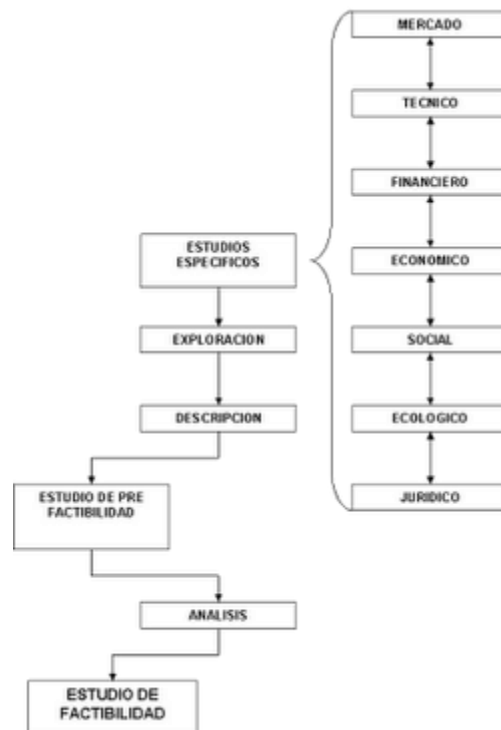 MERCADO
TECNICO
FINANCIERO
ESTUDIOS
ESPECIFICOS
ECONOMICO
EXPLORACION
SOCIAL
DESCRIPCION
ECOLOGICO
ESTUDIO DE PRE
FACTIBILIDAD
JURIDICO
ANALISIS
ESTUDIO DE
FACTIBILIDAD